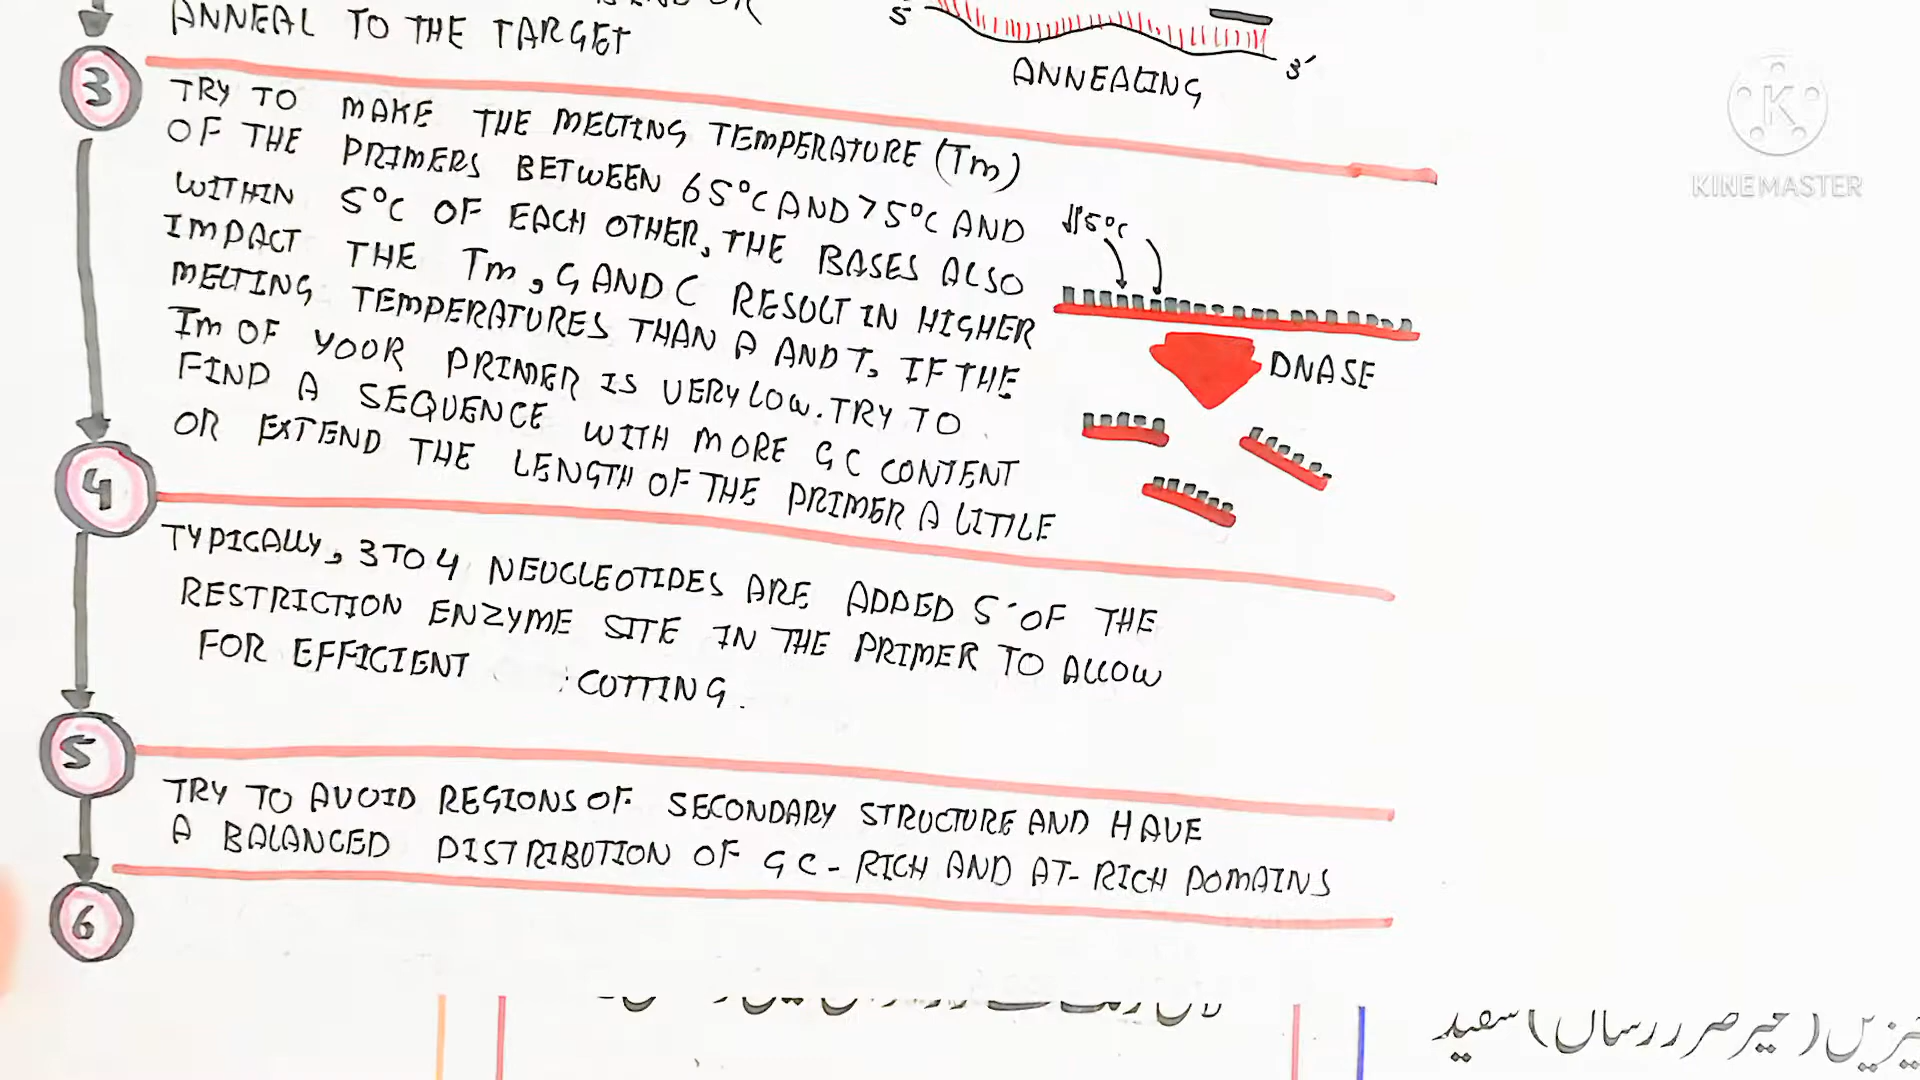 ANNEAL TO THE TARGET
5'
3'
ANNEALING
3
TRY TO MAKE THE MELTING TEMPERATURE (Tm)
OF THE PRIMERS BETWEEN 65°C AND 75°C AND
WITHIN 5°C OF EACH OTHER, THE BASES ALSO
IMPACT THE Tm, G AND C RESULT IN HIGHER
MELTING TEMPERATURES THAN A AND T, IF THE
Tm OF YOUR PRIMER IS VERY LOW. TRY TO
FIND A SEQUENCE WITH MORE GC CONTENT
OR EXTEND THE LENGTH OF THE PRIMER A LITTLE
5°C
DNASE
4
TYPICALLY, 3 TO 4 NEUCLEOTIDES ARE ADDED 5' OF THE
RESTRICTION ENZYME SITE IN THE PRIMER TO ALLOW
FOR EFFICIENT CUTTING.
5
TRY TO AVOID REGIONS OF SECONDARY STRUCTURE AND HAVE
A BALANCED DISTRIBUTION OF GC-RICH AND AT-RICH DOMAINS
6
KINEMASTER
سفید